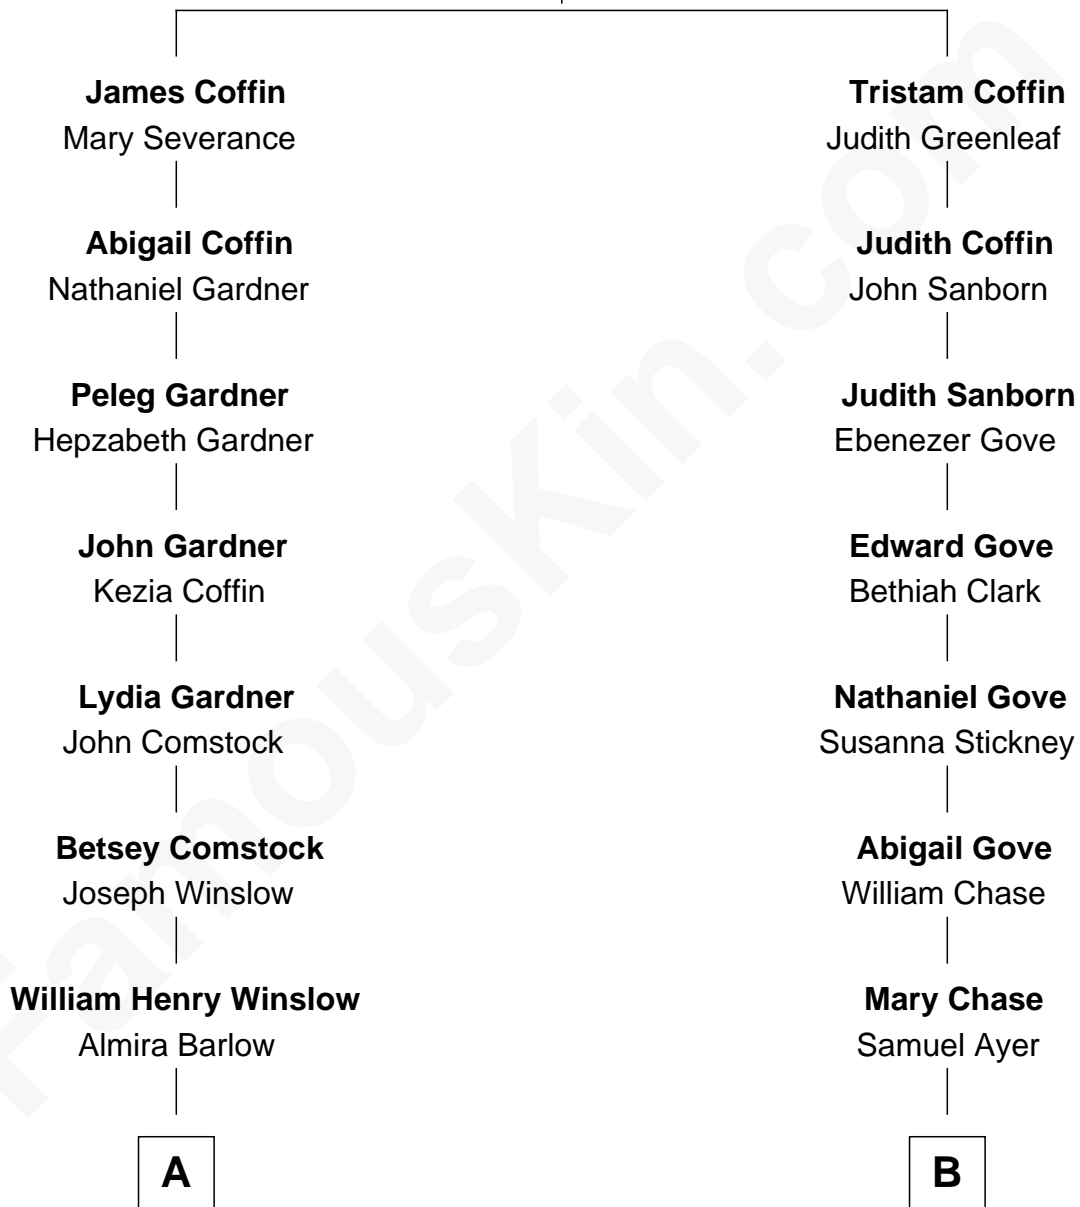 James Coffin
Mary Severance
Abigail Coffin
Nathaniel Gardner
Peleg Gardner
Hepzabeth Gardner
John Gardner
Kezia Coffin
Lydia Gardner
John Comstock
Betsey Comstock
Joseph Winslow
William Henry Winslow
Almira Barlow
A
Tristam Coffin
Judith Greenleaf
Judith Coffin
John Sanborn
Judith Sanborn
Ebenezer Gove
Edward Gove
Bethiah Clark
Nathaniel Gove
Susanna Stickney
Abigail Gove
William Chase
Mary Chase
Samuel Ayer
B
FamousKin.com